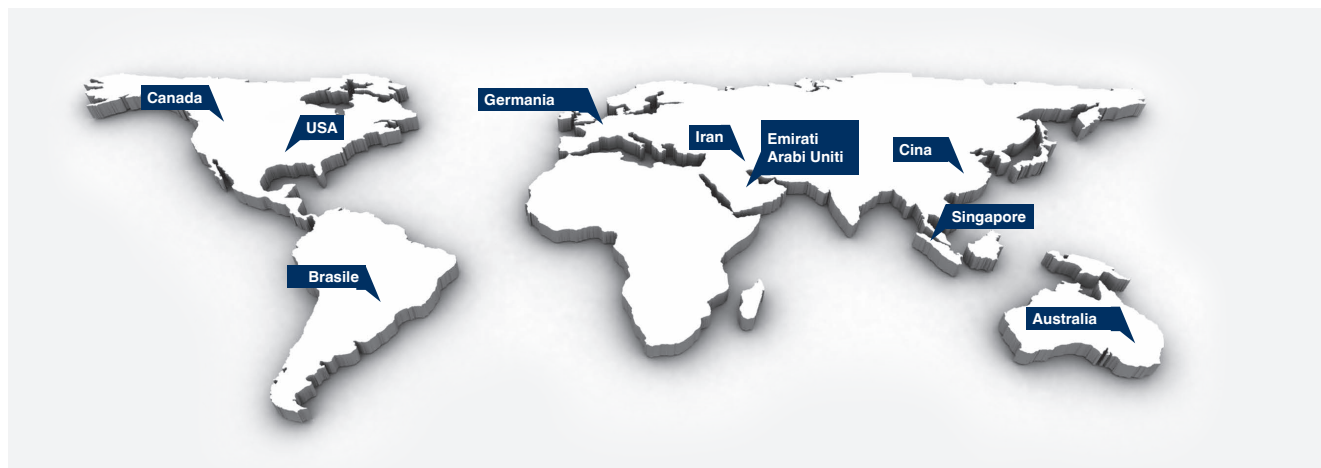 Canada
USA
Germania
Iran
Emirati
Arabi Uniti
Cina
Singapore
Brasile
Australia